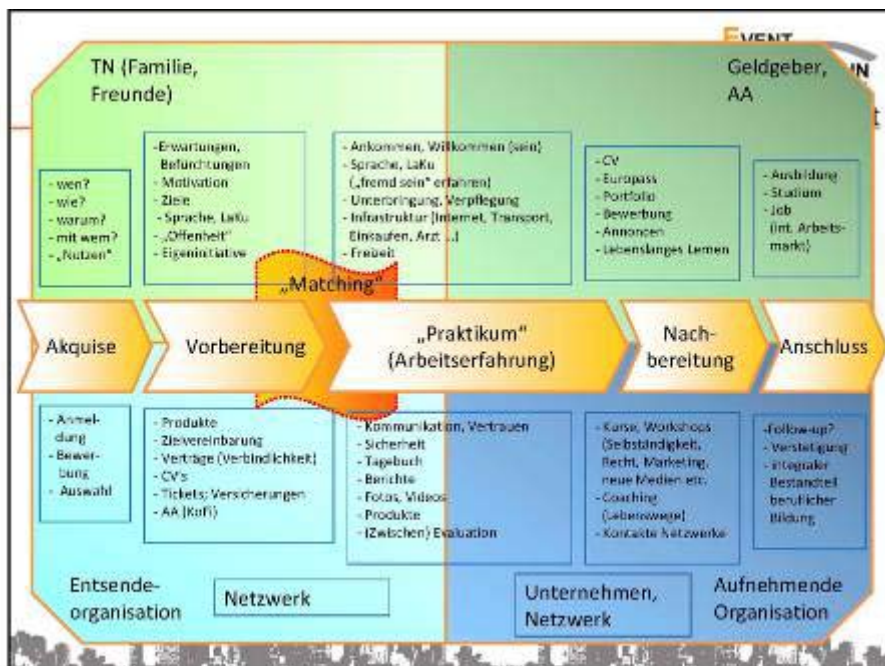 EVENT
TN (Familie,
Freunde)
Geldgeber,
AA
- wen?
- wie?
- warum?
- mit wem?
- „Nutzen“
-Erwartungen,
Befürchtungen
- Motivation
- Ziele
- Sprache, LaKu
- „Offenheit“
- Eigeninitiative
- Ankommen, Willkommen (sein)
- Sprache, LaKu
(„fremd sein“ erfahren)
- Unterbringung, Verpflegung
- Infrastruktur (Internet, Transport,
Einkaufen, Arzt ...)
- Freizeit
- CV
- Europass
- Portfolio
- Bewerbung
- Annoncen
- Lebenslanges Lernen
- Ausbildung
- Studium
- Job
(int. Arbeits-
markt)
„Matching“
Akquise
Vorbereitung
„Praktikum“
(Arbeitserfahrung)
Nach-
bereitung
Anschluss
- Anmel-
dung
- Bewer-
bung
- Auswahl
- Produkte
- Zielvereinbarung
- Verträge (Verbindlichkeit)
- CV's
- Tickets; Versicherungen
- AA (KoFi)
- Kommunikation, Vertrauen
- Sicherheit
- Tagebuch
- Berichte
- Fotos, Videos
- Produkte
- (Zwischen) Evaluation
- Kurse, Workshops
(Selbständigkeit,
Recht, Marketing,
neue Medien etc.
- Coaching
(Lebenswege)
- Kontakte Netzwerke
-Follow-up?
- Verstetigung
- integraler
Bestandteil
beruflicher
Bildung
Entsende-
organisation
Netzwerk
Unternehmen,
Netzwerk
Aufnehmende
Organisation